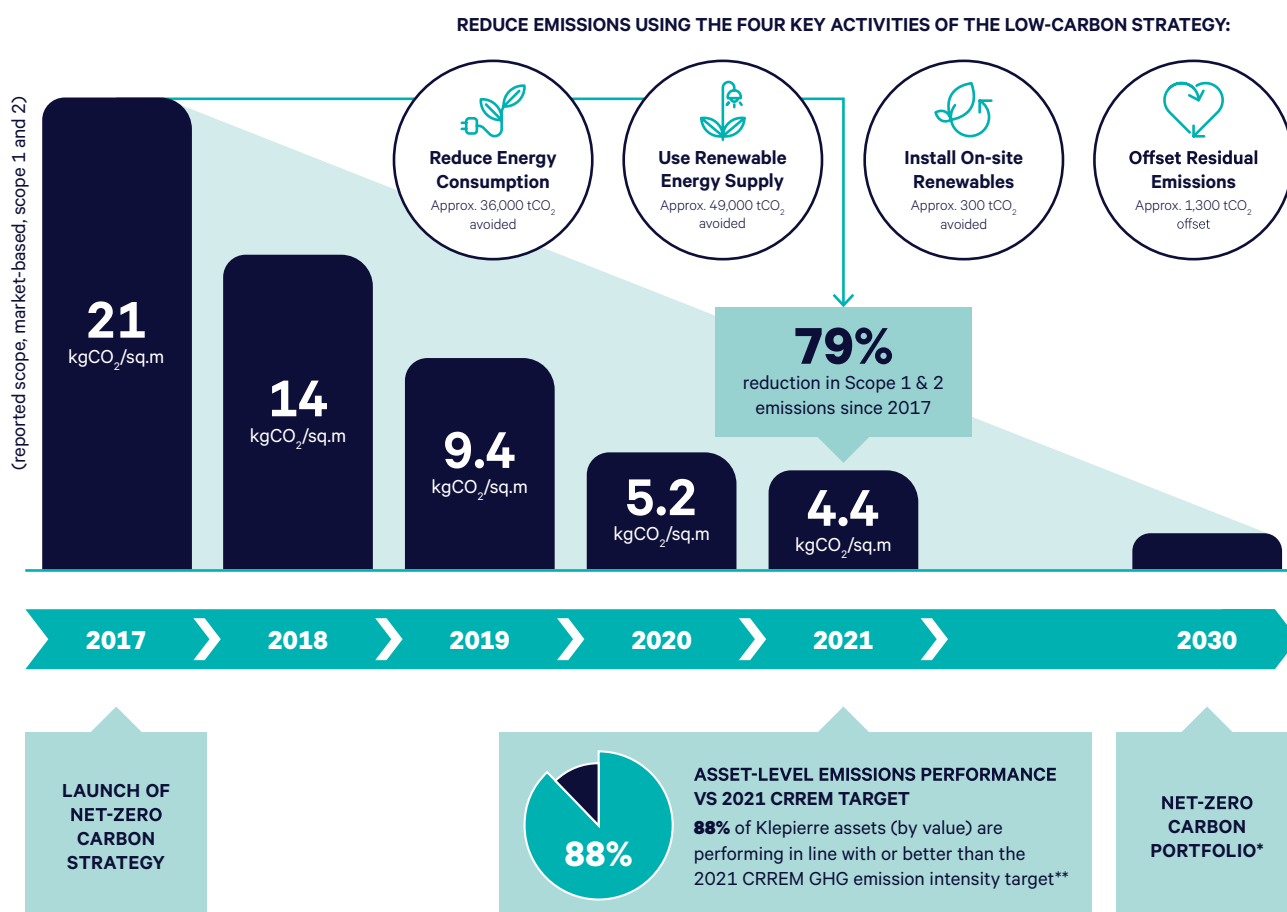 REDUCE EMISSIONS USING THE FOUR KEY ACTIVITIES OF THE LOW-CARBON STRATEGY:
(reported scope, market-based, scope 1 and 2)
Reduce Energy
Consumption
Approx. 36,000 tCO₂
avoided
Use Renewable
Energy Supply
Approx. 49,000 tCO₂
avoided
Install On-site
Renewables
Approx. 300 tCO₂
avoided
Offset Residual
Emissions
Approx. 1,300 tCO₂
offset
21
kgCO₂/sq.m
14
kgCO₂/sq.m
9.4
kgCO₂/sq.m
5.2
kgCO₂/sq.m
4.4
kgCO₂/sq.m
79%
reduction in Scope 1 & 2
emissions since 2017
2017
2018
2019
2020
2021
2030
LAUNCH OF
NET-ZERO
CARBON
STRATEGY
88%
ASSET-LEVEL EMISSIONS PERFORMANCE
VS 2021 CRREM TARGET
88% of Klepierre assets (by value) are
performing in line with or better than the
2021 CRREM GHG emission intensity target**
NET-ZERO
CARBON
PORTFOLIO*